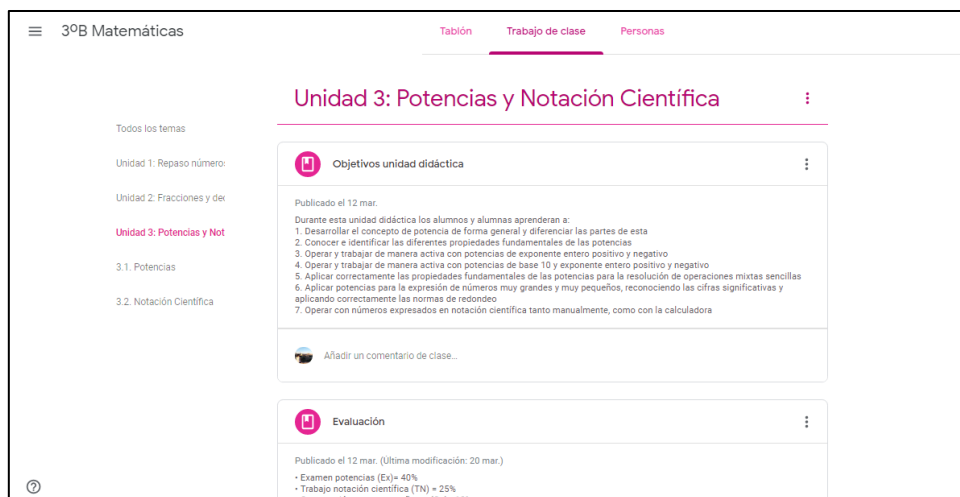 3ºB Matemáticas
Tablón
Trabajo de clase
Personas
Unidad 3: Potencias y Notación Científica
Todos los temas
Unidad 1: Repaso número
Unidad 2: Fracciones y de
Unidad 3: Potencias y Not
3.1. Potencias
3.2. Notación Científica
Objetivos unidad didáctica
Publicado el 12 mar.
Durante esta unidad didáctica los alumnos y alumnas aprenderan a:
1. Desarrollar el concepto de potencia de forma general y diferenciar las partes de esta
2. Conocer e identificar las diferentes propiedades fundamentales de las potencias
3. Operar y trabajar de manera activa con potencias de exponente entero positivo y negativo
4. Operar y trabajar de manera activa con potencias de base 10 y exponente entero positivo y negativo
5. Aplicar correctamente las propiedades fundamentales de las potencias para la resolución de operaciones mixtas sencillas
6. Aplicar potencias para la expresión de números muy grandes y muy pequeños, reconociendo las cifras significativas y
aplicando correctamente las normas de redondeo
7. Operar con números expresados en notación científica tanto manualmente, como con la calculadora
Añadir un comentario de clase...
Evaluación
Publicado el 12 mar. (Última modificación: 20 mar.)
• Examen potencias (Ex)= 40%
• Trabajo notación científica (TN) = 25%